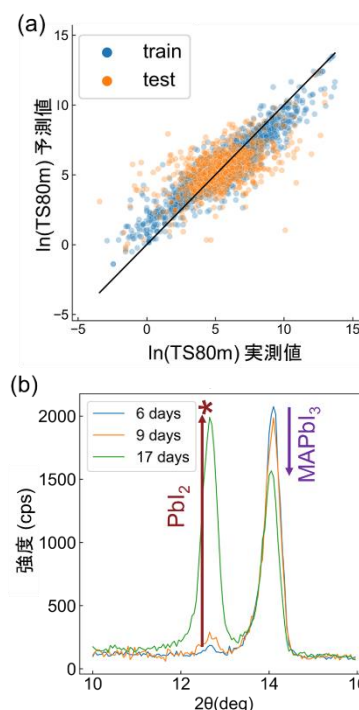 (a)
15
10
5
0
−5
train
test
ln(TS80m) 予測値
−5 0 5 10 15
ln(TS80m) 実測値
(b)
2000
1500
1000
500
0
6 days
9 days
17 days
*
PbI₂
MAPbI₃
強度 (cps)
10 12 14 16
2θ(deg)